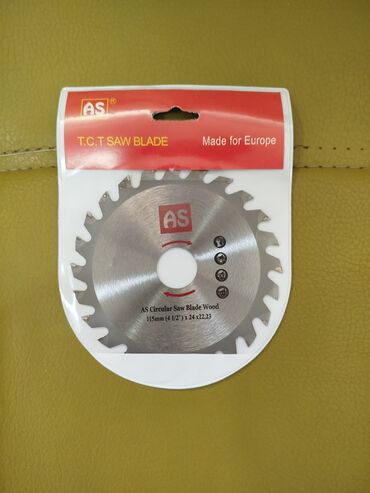 AS®
T.C.T SAW BLADE Made for Europe
AS
AS Circular Saw Blade Wood
115mm (4 1/2") x 24 x22,23